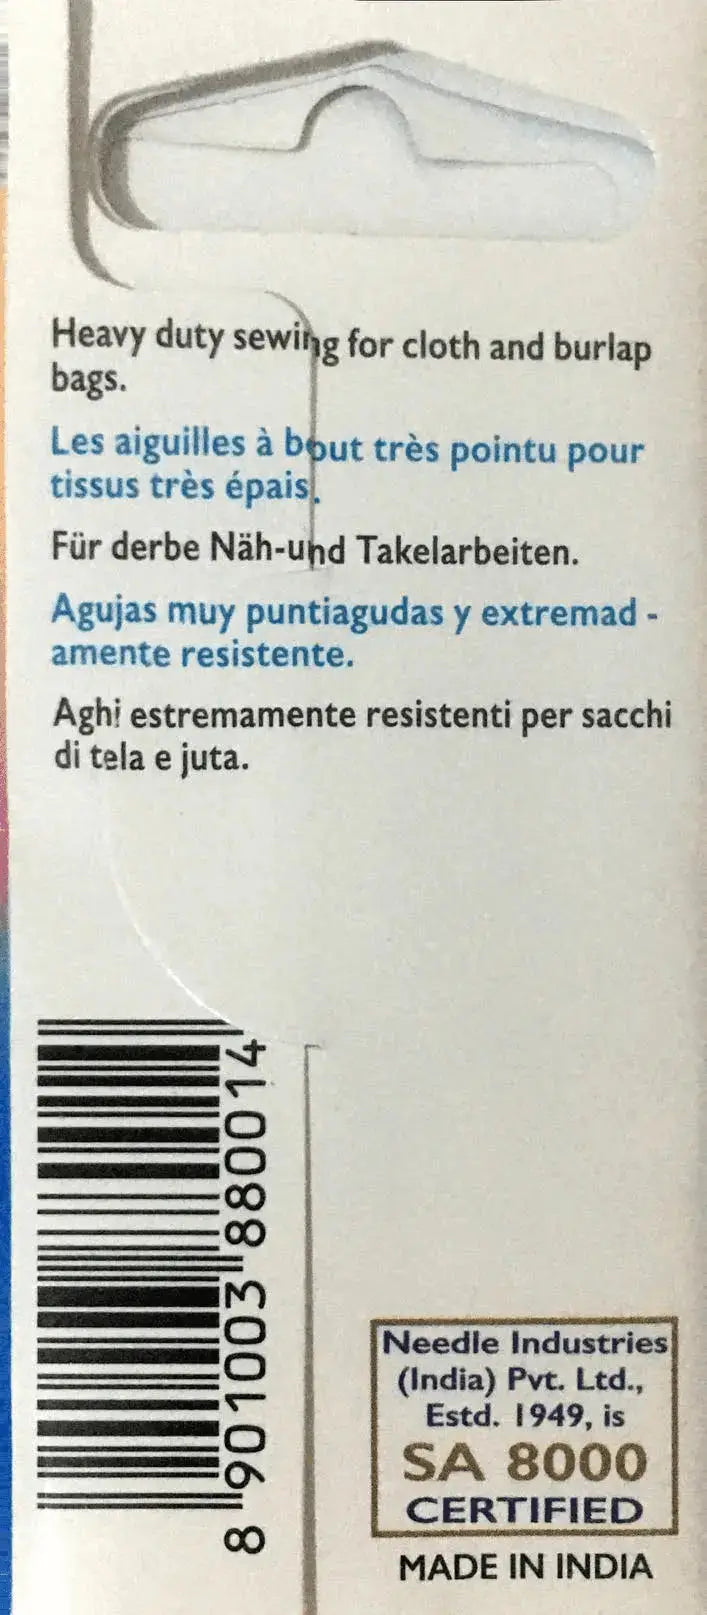 Heavy duty sewing for cloth and burlap
bags.
Les aiguilles à bout très pointu pour
tissus très épais.
Für derbe Näh-und Takelarbeiten.
Agujas muy puntiagudas y extremad -
amente resistente.
Aghi estremamente resistenti per sacchi
di tela e juta.
8 901003 880014
Needle Industries
(India) Pvt. Ltd.,
Estd. 1949, is
SA 8000
CERTIFIED
MADE IN INDIA